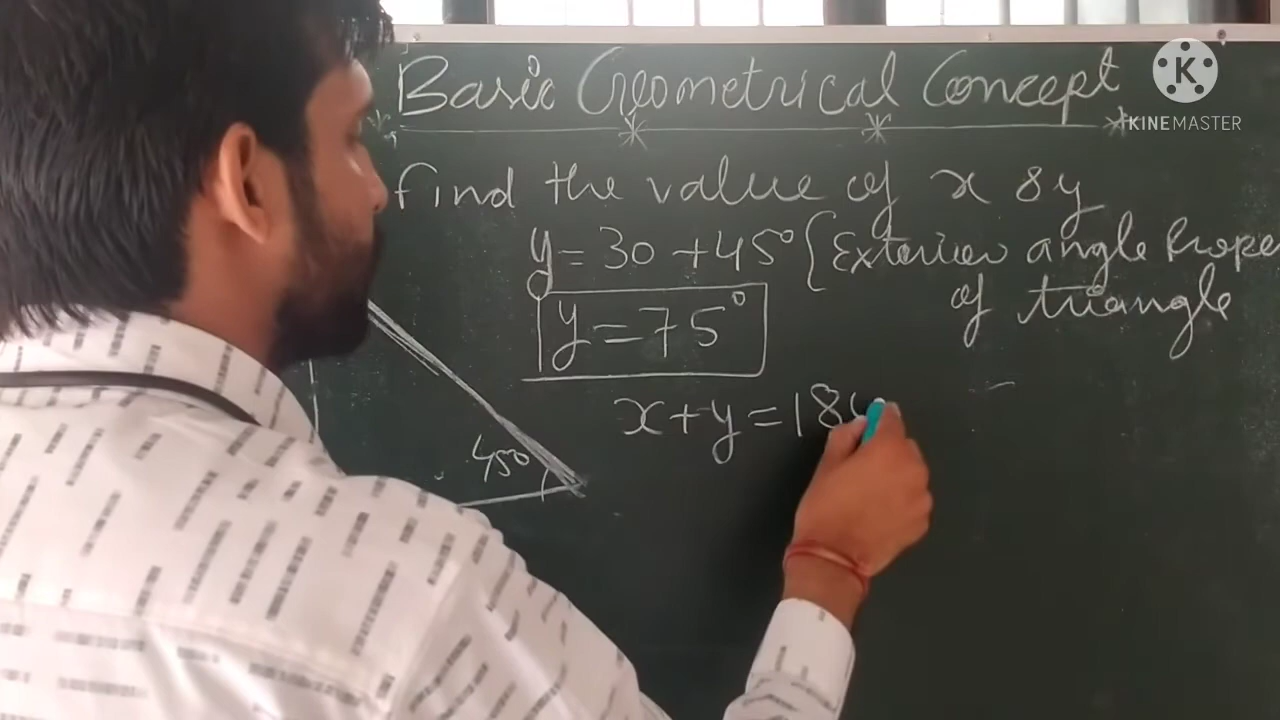 Basic Geometrical Concept
K
KINEMASTER
find the value of x & y
y = 30 + 45° { Exterior angle Prope
of triangle
y = 75°
x + y = 18
45°